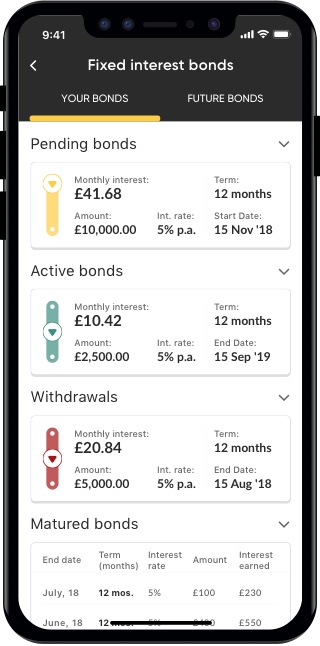 9:41
Fixed interest bonds
YOUR BONDS FUTURE BONDS
Pending bonds
Monthly interest: Term:
£41.68 12 months
Amount: Int. rate: Start Date:
£10,000.00 5% p.a. 15 Nov '18
Active bonds
Monthly interest: Term:
£10.42 12 months
Amount: Int. rate: End Date:
£2,500.00 5% p.a. 15 Sep '19
Withdrawals
Monthly interest: Term:
£20.84 12 months
Amount: Int. rate: End Date:
£5,000.00 5% p.a. 15 Aug '18
Matured bonds
End date Term Interest Amount Interest
(months) rate earned
July, 18 12 mos. 5% £100 £230
June, 18 12 mos. 5% £550